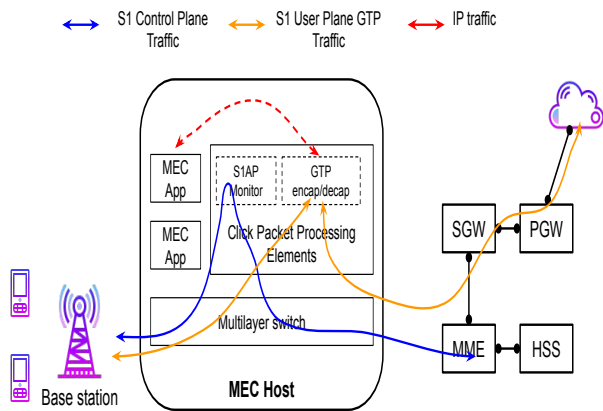 S1 Control Plane
Traffic
S1 User Plane GTP
Traffic
IP traffic
MEC
App
S1AP
Monitor
GTP
encap/decap
MEC
App
Click Packet Processing
Elements
SGW
PGW
Multilayer switch
MME
HSS
Base station
MEC Host